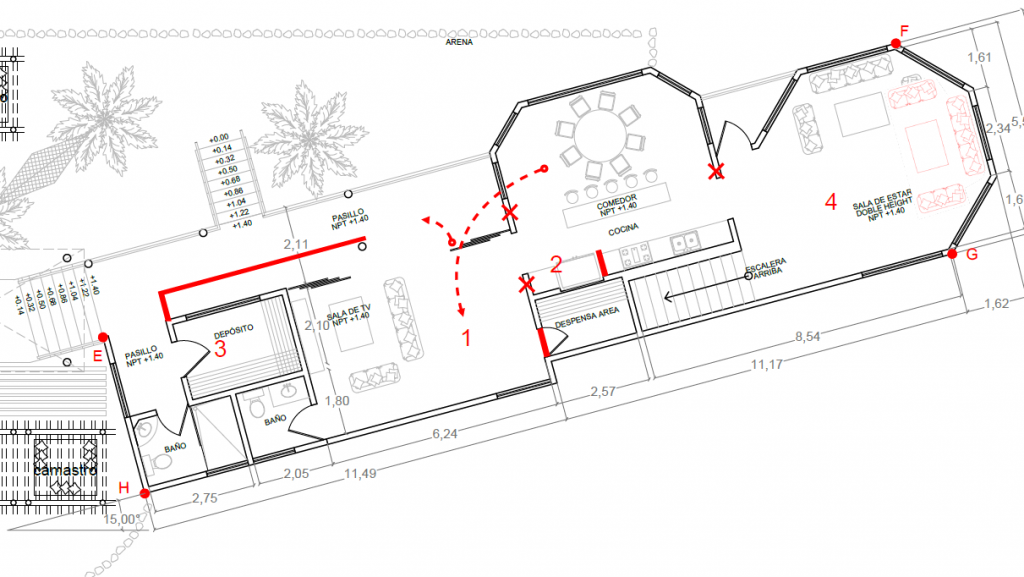 ARENA
F
1,61
5,5
2,34
1,6
+0.00
+0.14
+0.32
+0.50
+0.68
+0.86
+1.04
+1.22
+1.40
PASILLO
NPT +1.40
2,11
COMEDOR
NPT +1.40
COCINA
4
SALA DE ESTAR
DOBLE HEIGHT
NPT +1.40
G
2
ESCALERA
ARRIBA
+1.40
+1.22
+1.04
+0.86
+0.68
+0.50
+0.32
+0.14
E
PASILLO
NPT +1.40
DEPÓSITO
3
2,10
SALA DE TV
NPT +1.40
1
DESPENSA AREA
1,62
8,54
11,17
2,57
1,80
BAÑO
BAÑO
6,24
camastro
H
2,05
11,49
2,75
15,00°